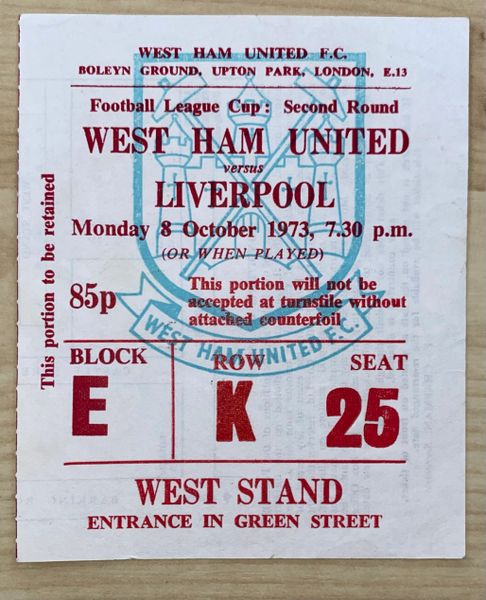 WEST HAM UNITED F.C.
BOLEYN GROUND, UPTON PARK, LONDON, E.13
Football League Cup: Second Round
WEST HAM UNITED
versus
LIVERPOOL
Monday 8 October 1973, 7.30 p.m.
(OR WHEN PLAYED)
85p
This portion will not be
accepted at turnstile without
attached counterfoil
WEST HAM UNITED F.C.
This portion to be retained
BLOCK ROW SEAT
E K 25
WEST STAND
ENTRANCE IN GREEN STREET